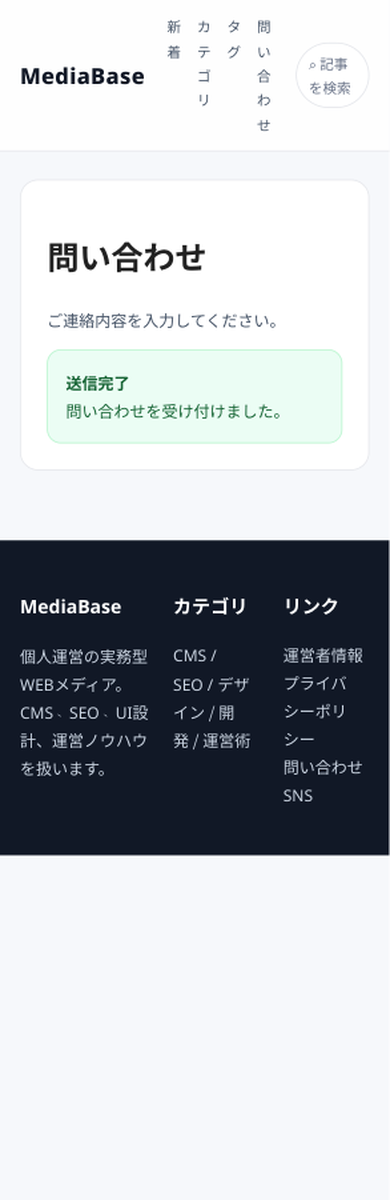 MediaBase
新着
カテゴリ
タグ
問い合わせ
⌕ 記事
を検索
問い合わせ
ご連絡内容を入力してください。
送信完了
問い合わせを受け付けました。
MediaBase
個人運営の実務型
WEBメディア。
CMS、SEO、UI設
計、運営ノウハウ
を扱います。
カテゴリ
CMS /
SEO / デザ
イン / 開
発 / 運営術
リンク
運営者情報
プライバ
シーポリ
シー
問い合わせ
SNS